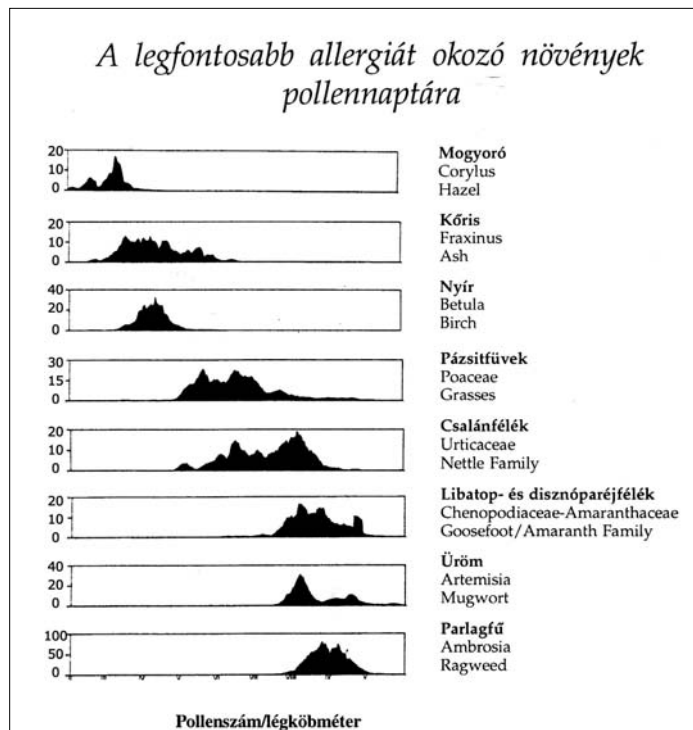 A legfontosabb allergiát okozó növények
pollennaptára
20
10
0
Mogyoró
Corylus
Hazel
20
10
0
Kőris
Fraxinus
Ash
40
20
0
Nyír
Betula
Birch
30
15
0
Pázsitfüvek
Poaceae
Grasses
20
10
0
Csalánfélék
Urticaceae
Nettle Family
20
10
0
Libatop- és disznóparéjfélék
Chenopodiaceae-Amaranthaceae
Goosefoot/Amaranth Family
40
20
0
Üröm
Artemisia
Mugwort
100
50
0
Parlagfű
Ambrosia
Ragweed
Pollenszám/légköbméter